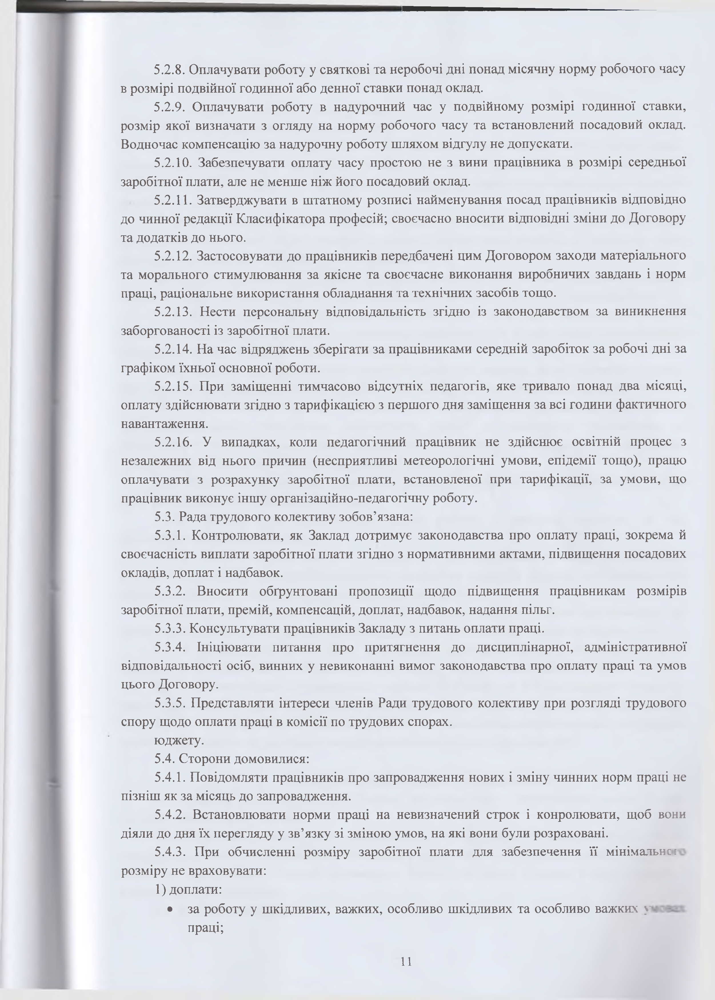 5.2.8. Оплачувати роботу у святкові та неробочі дні понад місячну норму робочого часу
в розмірі подвійної годинної або денної ставки понад оклад.
5.2.9. Оплачувати роботу в надурочний час у подвійному розмірі годинної ставки,
розмір якої визначати з огляду на норму робочого часу та встановлений посадовий оклад.
Водночас компенсацію за надурочну роботу шляхом відгулу не допускати.
5.2.10. Забезпечувати оплату часу простою не з вини працівника в розмірі середньої
заробітної плати, але не менше ніж його посадовий оклад.
5.2.11. Затверджувати в штатному розписі найменування посад працівників відповідно
до чинної редакції Класифікатора професій; своєчасно вносити відповідні зміни до Договору
та додатків до нього.
5.2.12. Застосовувати до працівників передбачені цим Договором заходи матеріального
та морального стимулювання за якісне та своєчасне виконання виробничих завдань і норм
праці, раціональне використання обладнання та технічних засобів тощо.
5.2.13. Нести персональну відповідальність згідно із законодавством за виникнення
заборгованості із заробітної плати.
5.2.14. На час відряджень зберігати за працівниками середній заробіток за робочі дні за
графіком їхньої основної роботи.
5.2.15. При заміщенні тимчасово відсутніх педагогів, яке тривало понад два місяці,
оплату здійснювати згідно з тарифікацією з першого дня заміщення за всі години фактичного
навантаження.
5.2.16. У випадках, коли педагогічний працівник не здійснює освітній процес з
незалежних від нього причин (несприятливі метеорологічні умови, епідемії тощо), працю
оплачувати з розрахунку заробітної плати, встановленої при тарифікації, за умови, що
працівник виконує іншу організаційно-педагогічну роботу.
5.3. Рада трудового колективу зобов’язана:
5.3.1. Контролювати, як Заклад дотримує законодавства про оплату праці, зокрема й
своєчасність виплати заробітної плати згідно з нормативними актами, підвищення посадових
окладів, доплат і надбавок.
5.3.2. Вносити обґрунтовані пропозиції щодо підвищення працівникам розмірів
заробітної плати, премій, компенсацій, доплат, надбавок, надання пільг.
5.3.3. Консультувати працівників Закладу з питань оплати праці.
5.3.4. Ініціювати питання про притягнення до дисциплінарної, адміністративної
відповідальності осіб, винних у невиконанні вимог законодавства про оплату праці та умов
цього Договору.
5.3.5. Представляти інтереси членів Ради трудового колективу при розгляді трудового
спору щодо оплати праці в комісії по трудових спорах.
юджету.
5.4. Сторони домовилися:
5.4.1. Повідомляти працівників про запровадження нових і зміну чинних норм праці не
пізніш як за місяць до запровадження.
5.4.2. Встановлювати норми праці на невизначений строк і конролювати, щоб вони
діяли до дня їх перегляду у зв’язку зі зміною умов, на які вони були розраховані.
5.4.3. При обчисленні розміру заробітної плати для забезпечення її мінімального
розміру не враховувати:
1) доплати:
• за роботу у шкідливих, важких, особливо шкідливих та особливо важких умовах
праці;
11